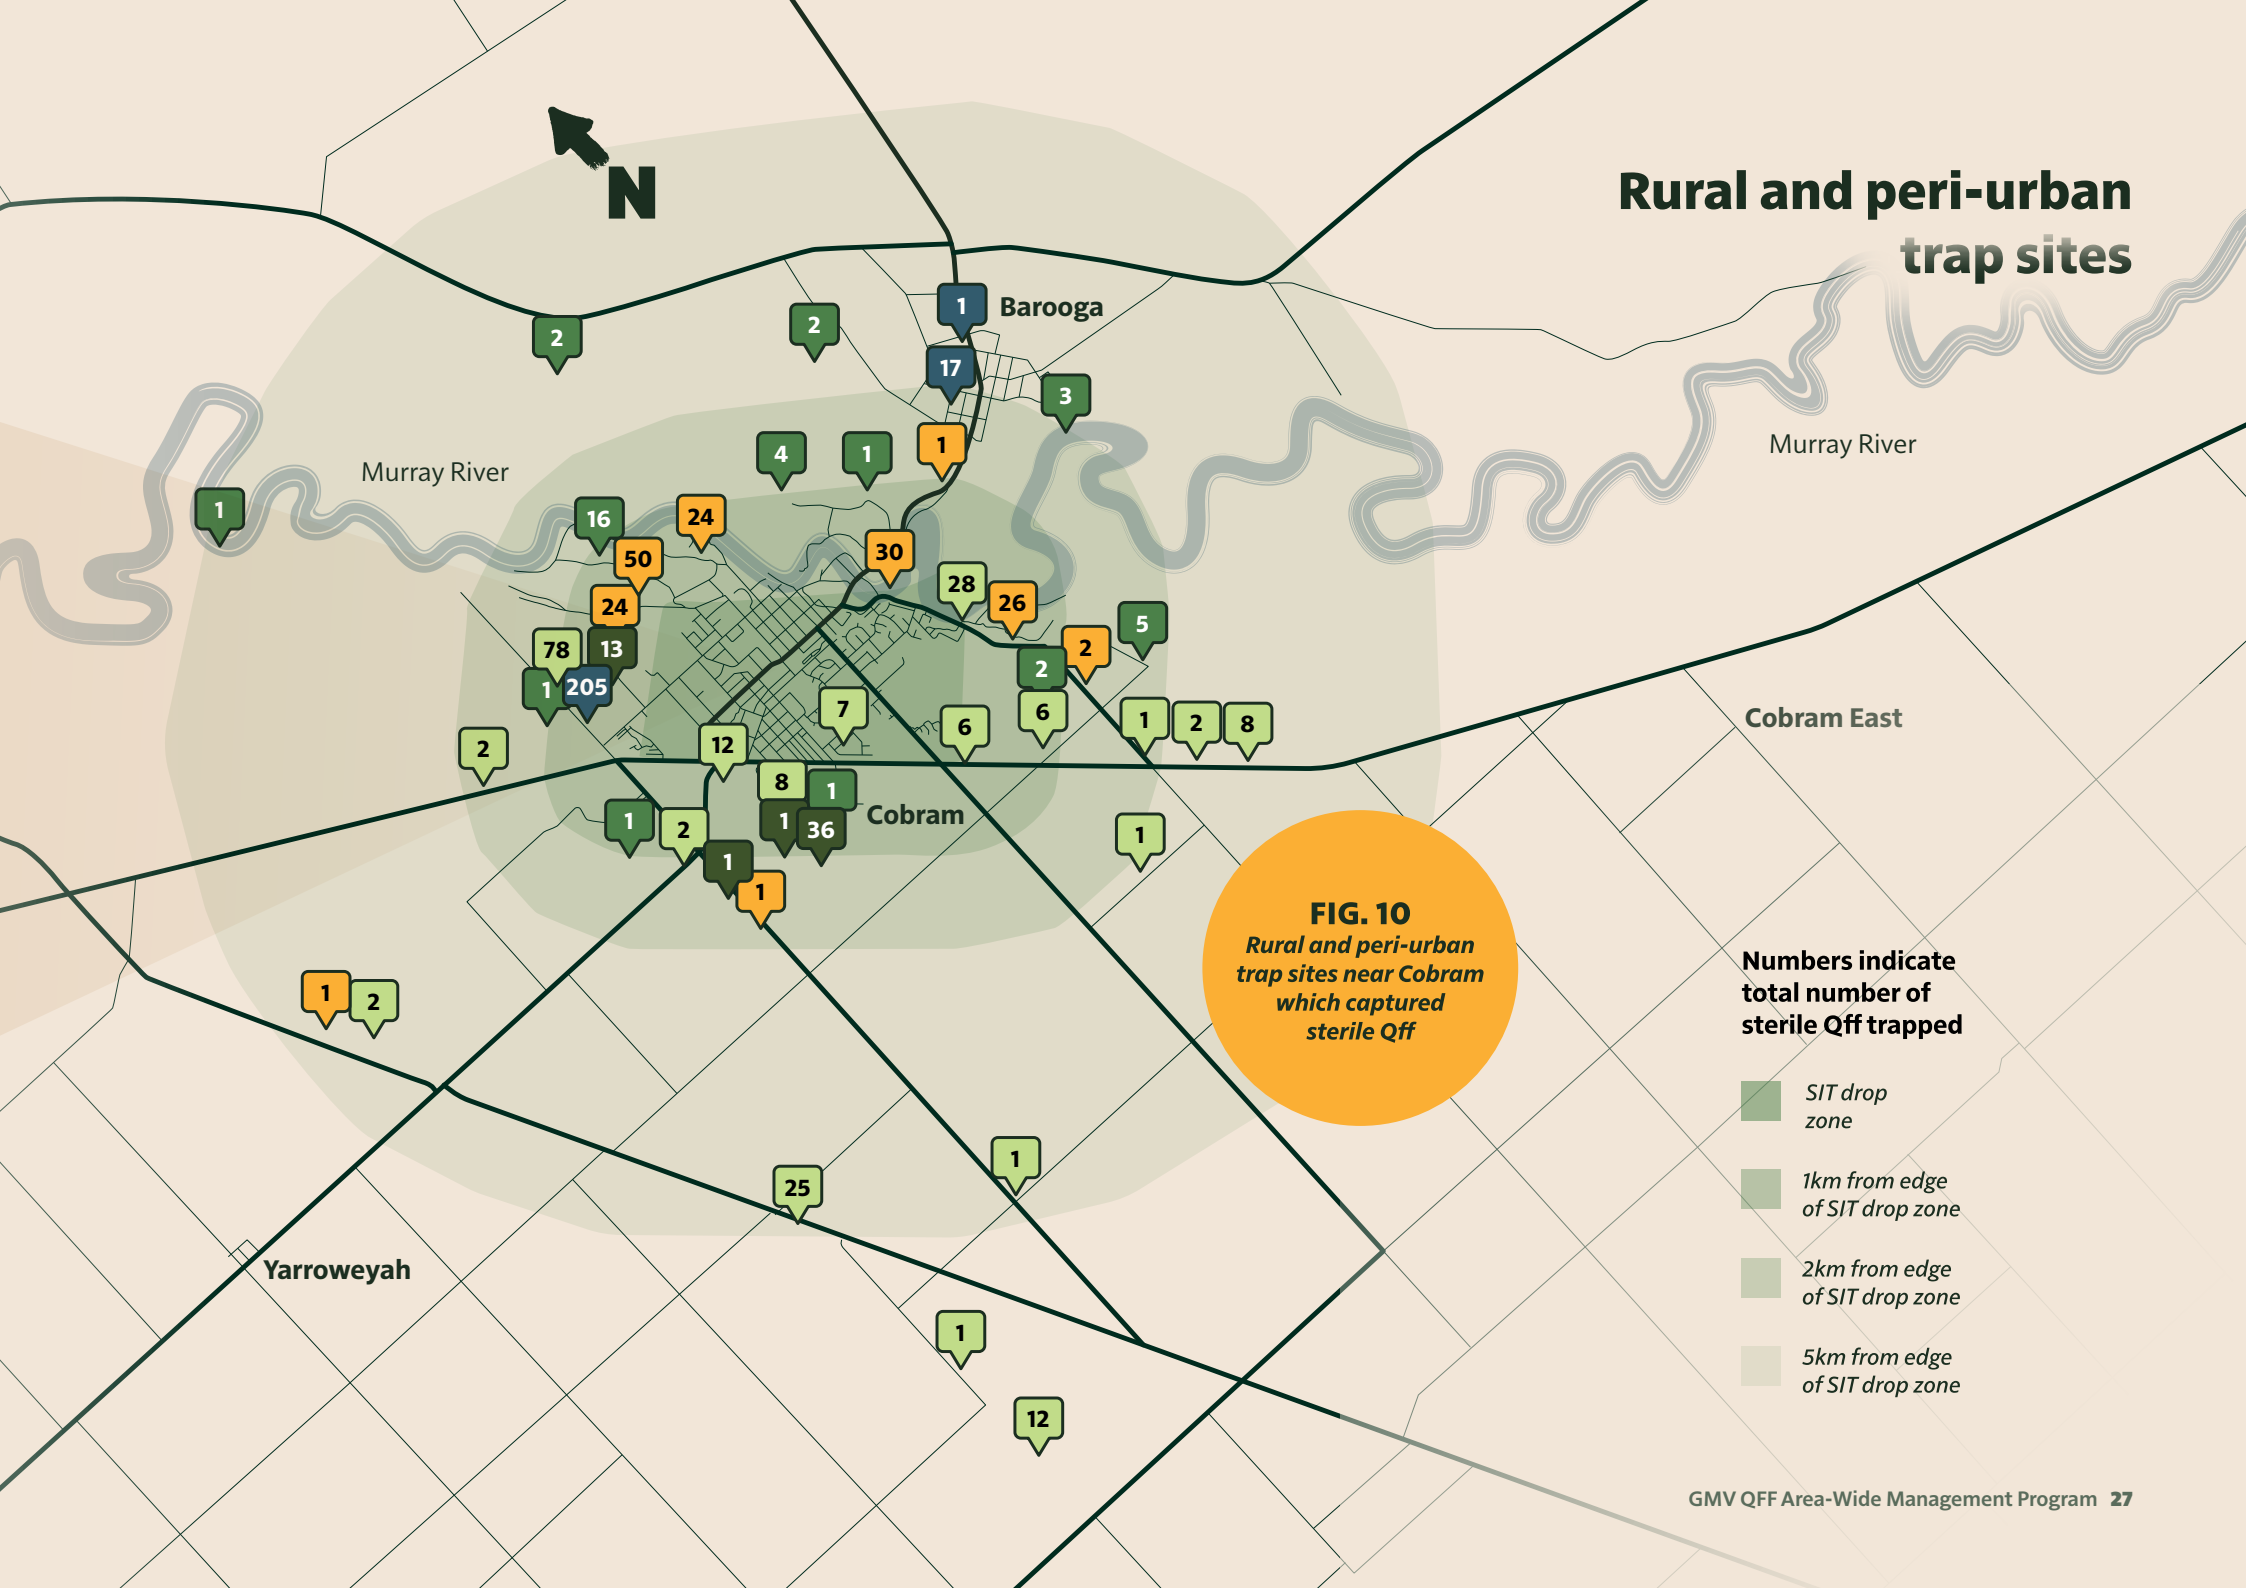 N
Rural and peri-urban
trap sites
1
Barooga
2
2
17
3
1
4
1
Murray River
Murray River
1
16
24
30
50
28
26
24
5
78
13
2
2
1
205
7
6
6
1
2
8
Cobram East
2
12
8
1
1
2
1
36
Cobram
1
1
1
FIG. 10
Rural and peri-urban
trap sites near Cobram
which captured
sterile Qff
1
2
Numbers indicate
total number of
sterile Qff trapped
SIT drop
zone
1km from edge
of SIT drop zone
2km from edge
of SIT drop zone
5km from edge
of SIT drop zone
1
25
Yarroweyah
1
12
GMV QFF Area-Wide Management Program 27